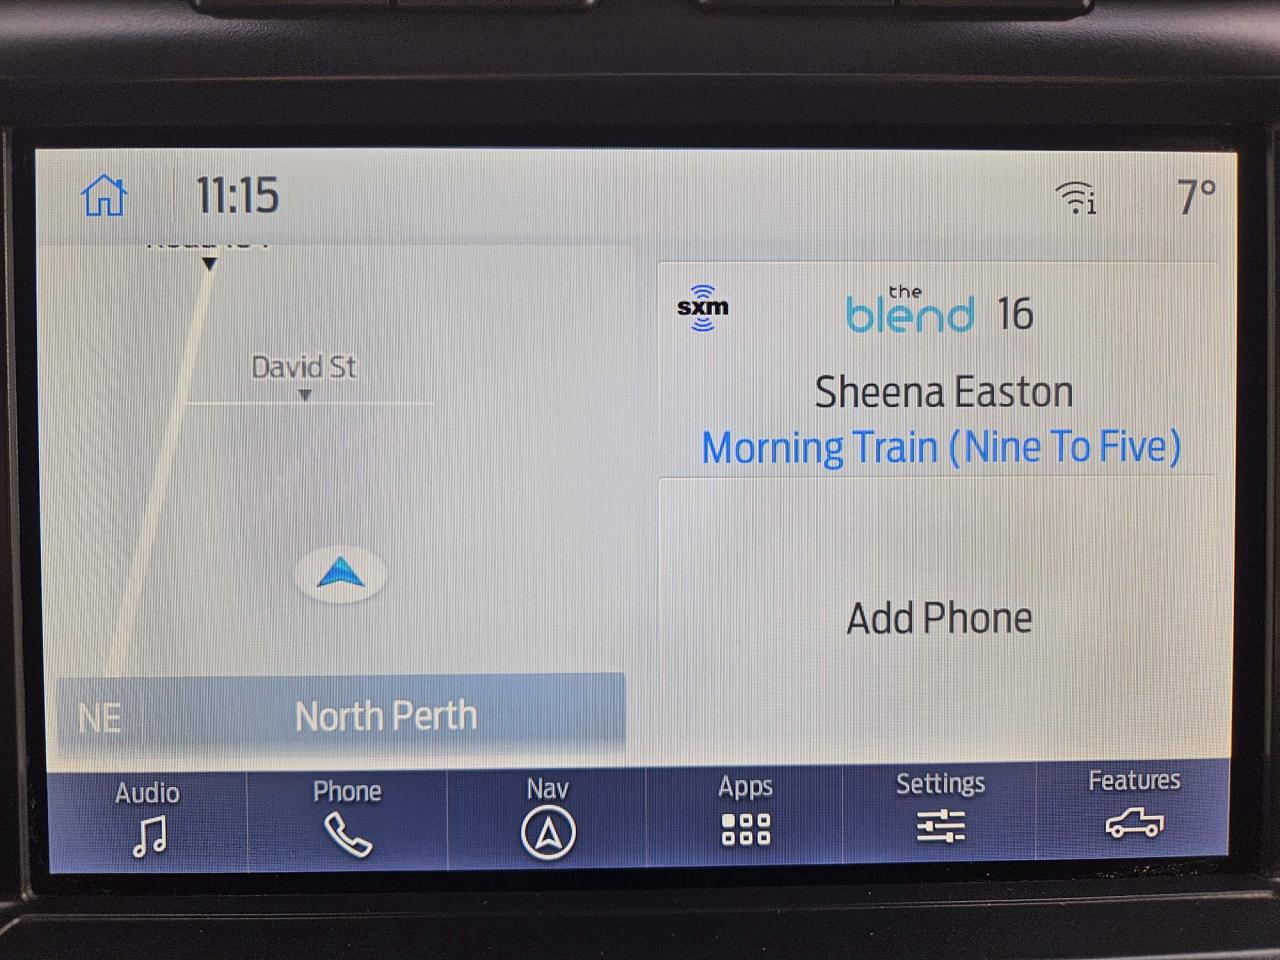 11:15
i
7°
David St
sxm
the
blend 16
Sheena Easton
Morning Train (Nine To Five)
Add Phone
NE
North Perth
Audio
Phone
Nav
Apps
Settings
Features